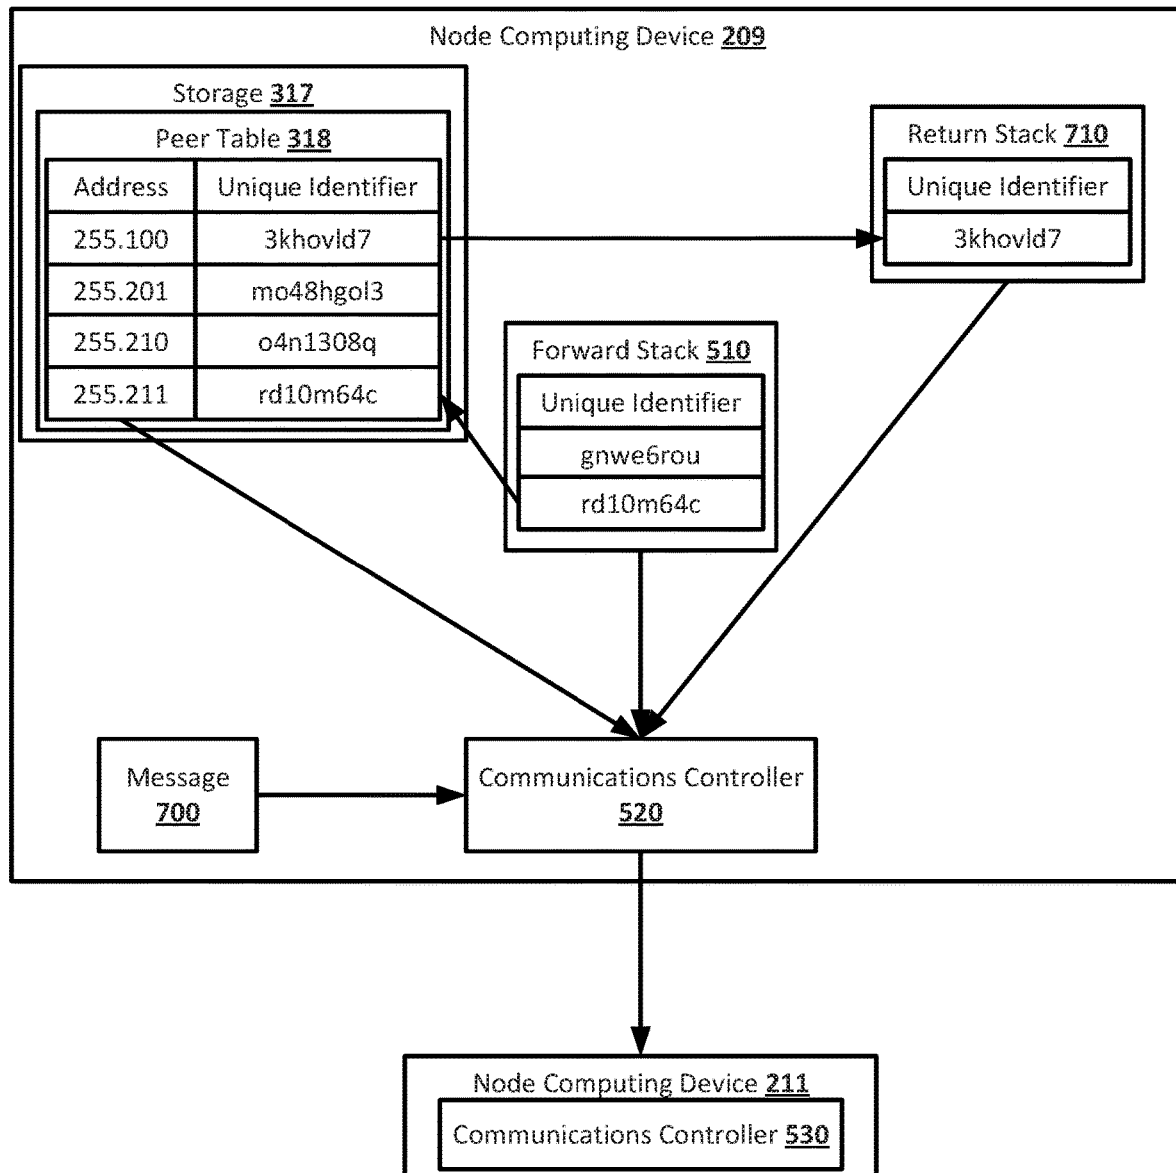 Node Computing Device 209
Storage 317
Peer Table 318
Address Unique Identifier
255.100 3khovld7
255.201 mo48hgol3
255.210 o4n1308q
255.211 rd10m64c
Return Stack 710
Unique Identifier
3khovld7
Forward Stack 510
Unique Identifier
gnwe6rou
rd10m64c
Message
700
Communications Controller
520
Node Computing Device 211
Communications Controller 530